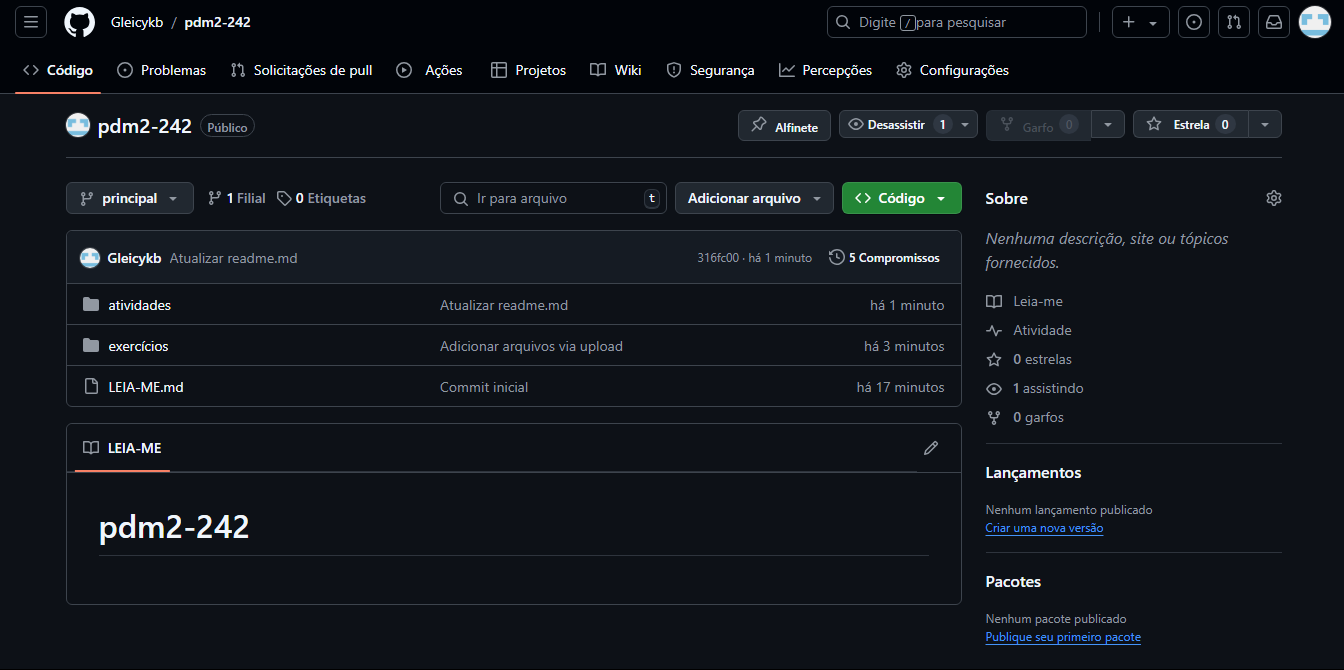 Gleicykb / pdm2-242
Digite / para pesquisar
Código Problemas Solicitações de pull Ações Projetos Wiki Segurança Percepções Configurações
pdm2-242 Público
Alfinete Desassistir 1 Garfo 0 Estrela 0
principal 1 Filial 0 Etiquetas
Ir para arquivo t Adicionar arquivo <> Código
Gleicykb Atualizar readme.md 316fc00 · há 1 minuto 5 Compromissos
atividades Atualizar readme.md há 1 minuto
exercícios Adicionar arquivos via upload há 3 minutos
LEIA-ME.md Commit inicial há 17 minutos
LEIA-ME
pdm2-242
Sobre
Nenhuma descrição, site ou tópicos
fornecidos.
Leia-me
Atividade
0 estrelas
1 assistindo
0 garfos
Lançamentos
Nenhum lançamento publicado
Criar uma nova versão
Pacotes
Nenhum pacote publicado
Publique seu primeiro pacote